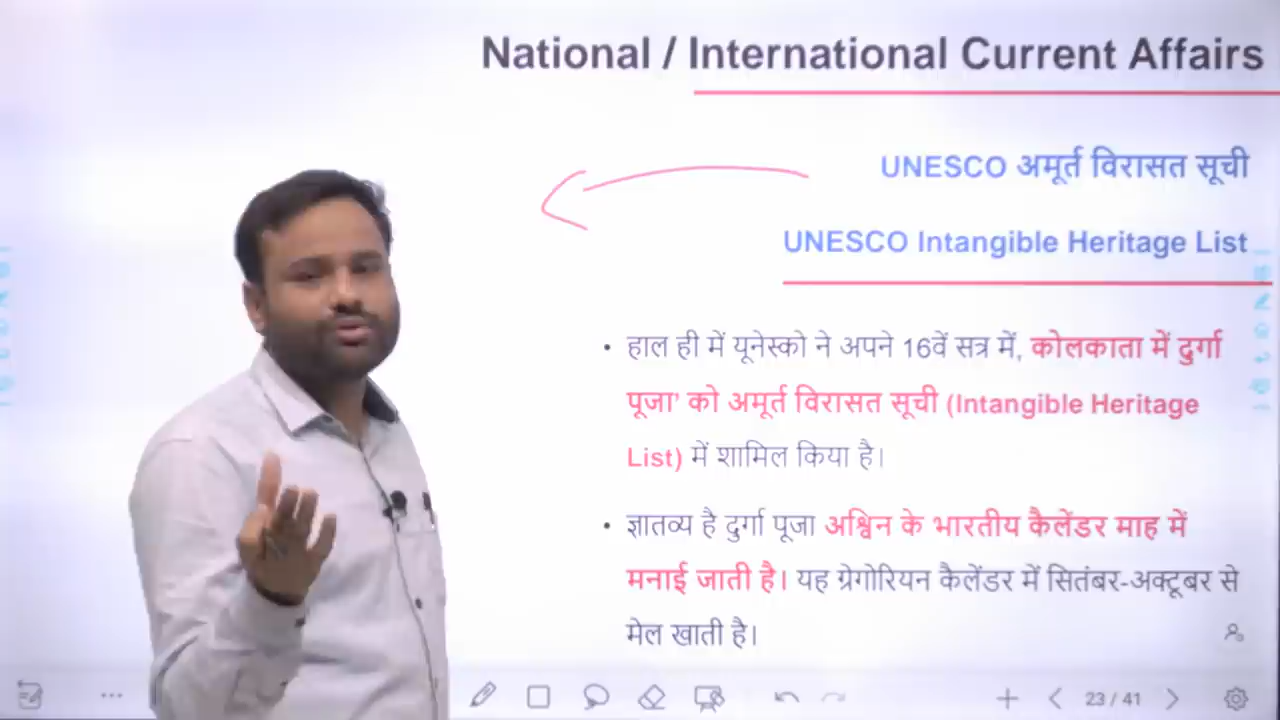 National / International Current Affairs
UNESCO अमूर्त विरासत सूची
UNESCO Intangible Heritage List
• हाल ही में यूनेस्को ने अपने 16वें सत्र में, कोलकाता में दुर्गा
पूजा' को अमूर्त विरासत सूची (Intangible Heritage
List) में शामिल किया है।
• ज्ञातव्य है दुर्गा पूजा अश्विन के भारतीय कैलेंडर माह में
मनाई जाती है। यह ग्रेगोरियन कैलेंडर में सितंबर-अक्टूबर से
मेल खाती है।
23 / 41